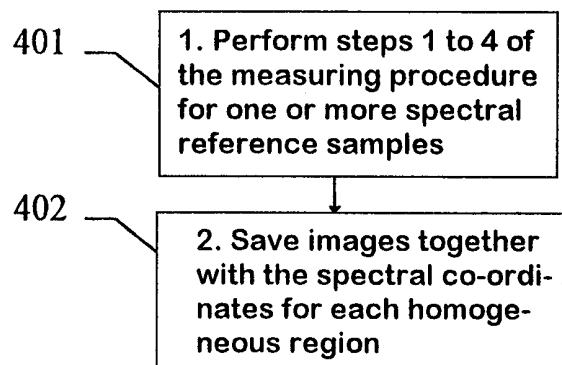 401
1. Perform steps 1 to 4 of
the measuring procedure
for one or more spectral
reference samples
402
2. Save images together
with the spectral co-ordi-
nates for each homoge-
neous region